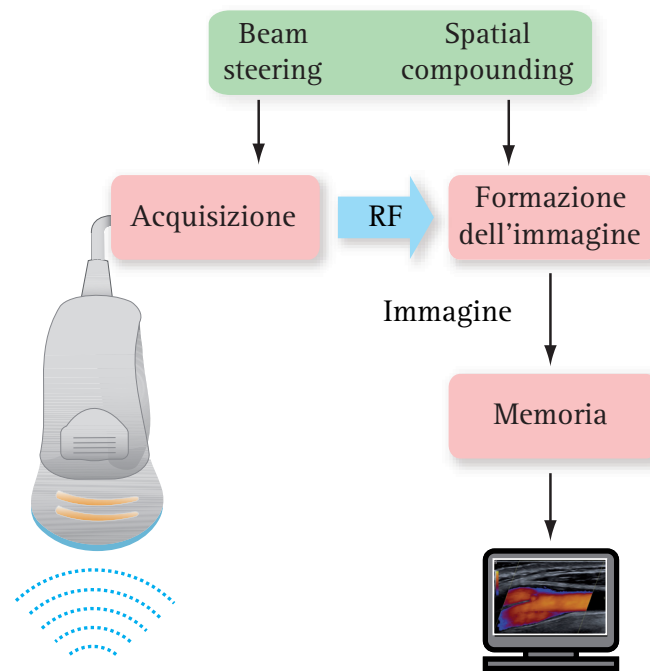 Beam
steering
Spatial
compounding
Acquisizione
RF
Formazione
dell'immagine
Immagine
Memoria